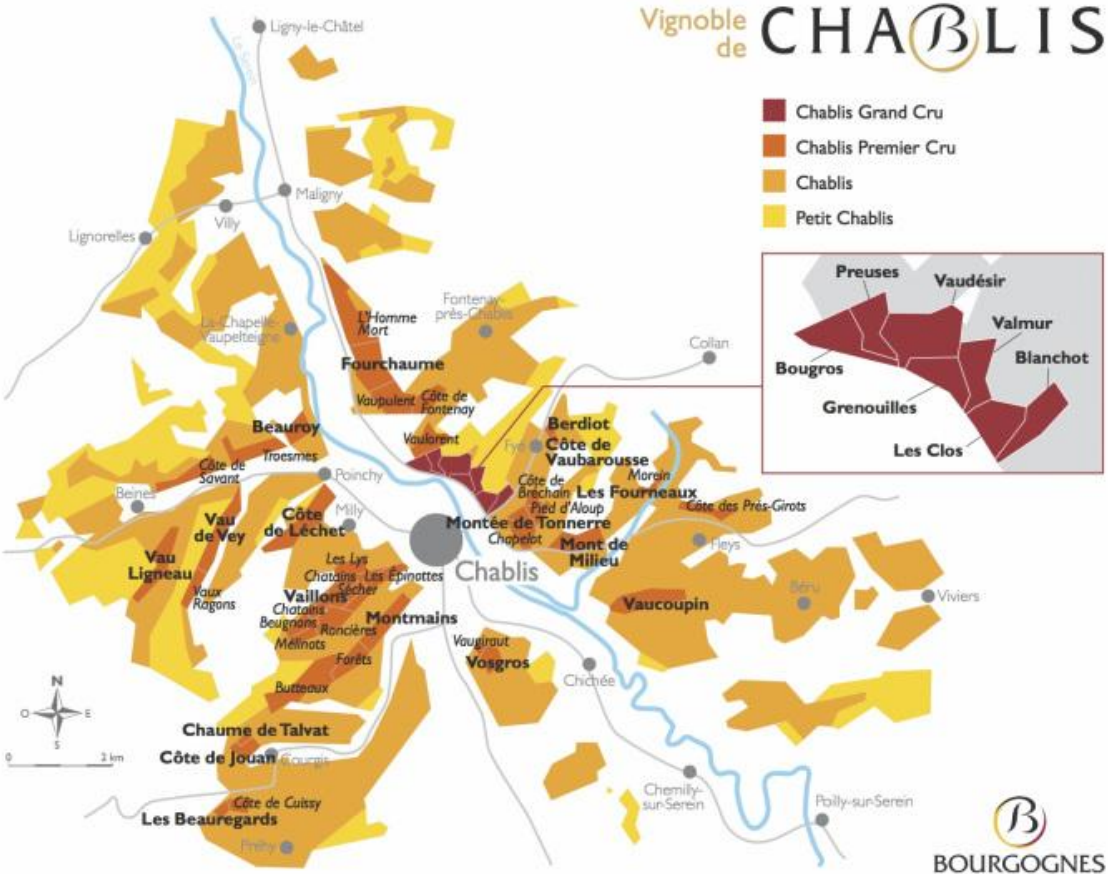 Vignoble
de
CHABLIS
Chablis Grand Cru
Chablis Premier Cru
Chablis
Petit Chablis
Ligny-le-Châtel
Le Serein
Maligny
Villy
Lignorelles
La Chapelle-
Vaupelteigne
L'Homme
Mort
Fontenay-
près-Chablis
Fourchaume
Collan
Vaupulent
Côte de
Fontenay
Preuses
Vaudésir
Valmur
Blanchot
Bougros
Grenouilles
Les Clos
Beauroy
Troesmes
Vaulorent
Berdiot
Fyé
Côte de
Vaubarousse
Côte de
Savant
Poinchy
Morein
Côte de
Bréchain
Les Fourneaux
Pied d'Aloup
Côte des Près-Girots
Beines
Vau
de Vey
Côte
de Léchet
Milly
Montée de Tonnerre
Chapelot
Mont de
Milieu
Fleys
Vau
Ligneau
Les Lys
Chatains
Les Épinottes
Sécher
Chablis
Vaux
Ragons
Vaillons
Chatains
Beugnons
Montmains
Roncières
Mélinots
Vaucoupin
Béru
Viviers
Forêts
Vaugiraut
Vosgros
Chichée
Butteaux
N
O
E
S
0
2 km
Chaume de Talvat
Côte de Jouan
Courgis
Côte de Cuissy
Les Beauregards
Préhy
Chemilly-
sur-Serein
Poilly-sur-Serein
B
BOURGOGNES